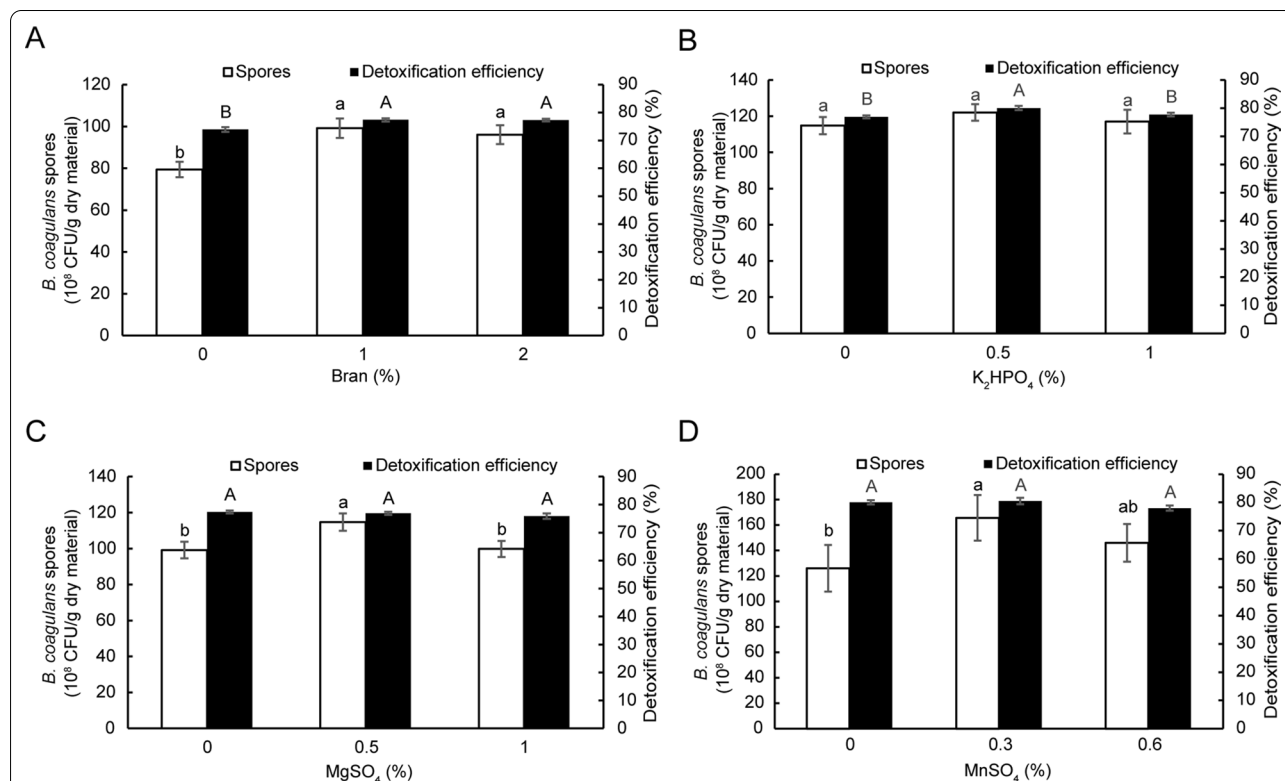 A
Spores Detoxification efficiency
120
100
80
60
40
20
0
B. coagulans spores
(10⁸ CFU/g dry material)
b B a A a A
90
80
70
60
50
40
30
20
10
0
Detoxification efficiency (%)
0 1 2
Bran (%)
B
Spores Detoxification efficiency
140
120
100
80
60
40
20
0
B. coagulans spores
(10⁸ CFU/g dry material)
a B a A a B
90
80
70
60
50
40
30
20
10
0
Detoxification efficiency (%)
0 0.5 1
K₂HPO₄ (%)
C
Spores Detoxification efficiency
140
120
100
80
60
40
20
0
B. coagulans spores
(10⁸ CFU/g dry material)
b A a A b A
90
80
70
60
50
40
30
20
10
0
Detoxification efficiency (%)
0 0.5 1
MgSO₄ (%)
D
Spores Detoxification efficiency
200
180
160
140
120
100
80
60
40
20
0
B. coagulans spores
(10⁸ CFU/g dry material)
b A a A ab A
90
80
70
60
50
40
30
20
10
0
Detoxification efficiency (%)
0 0.3 0.6
MnSO₄ (%)